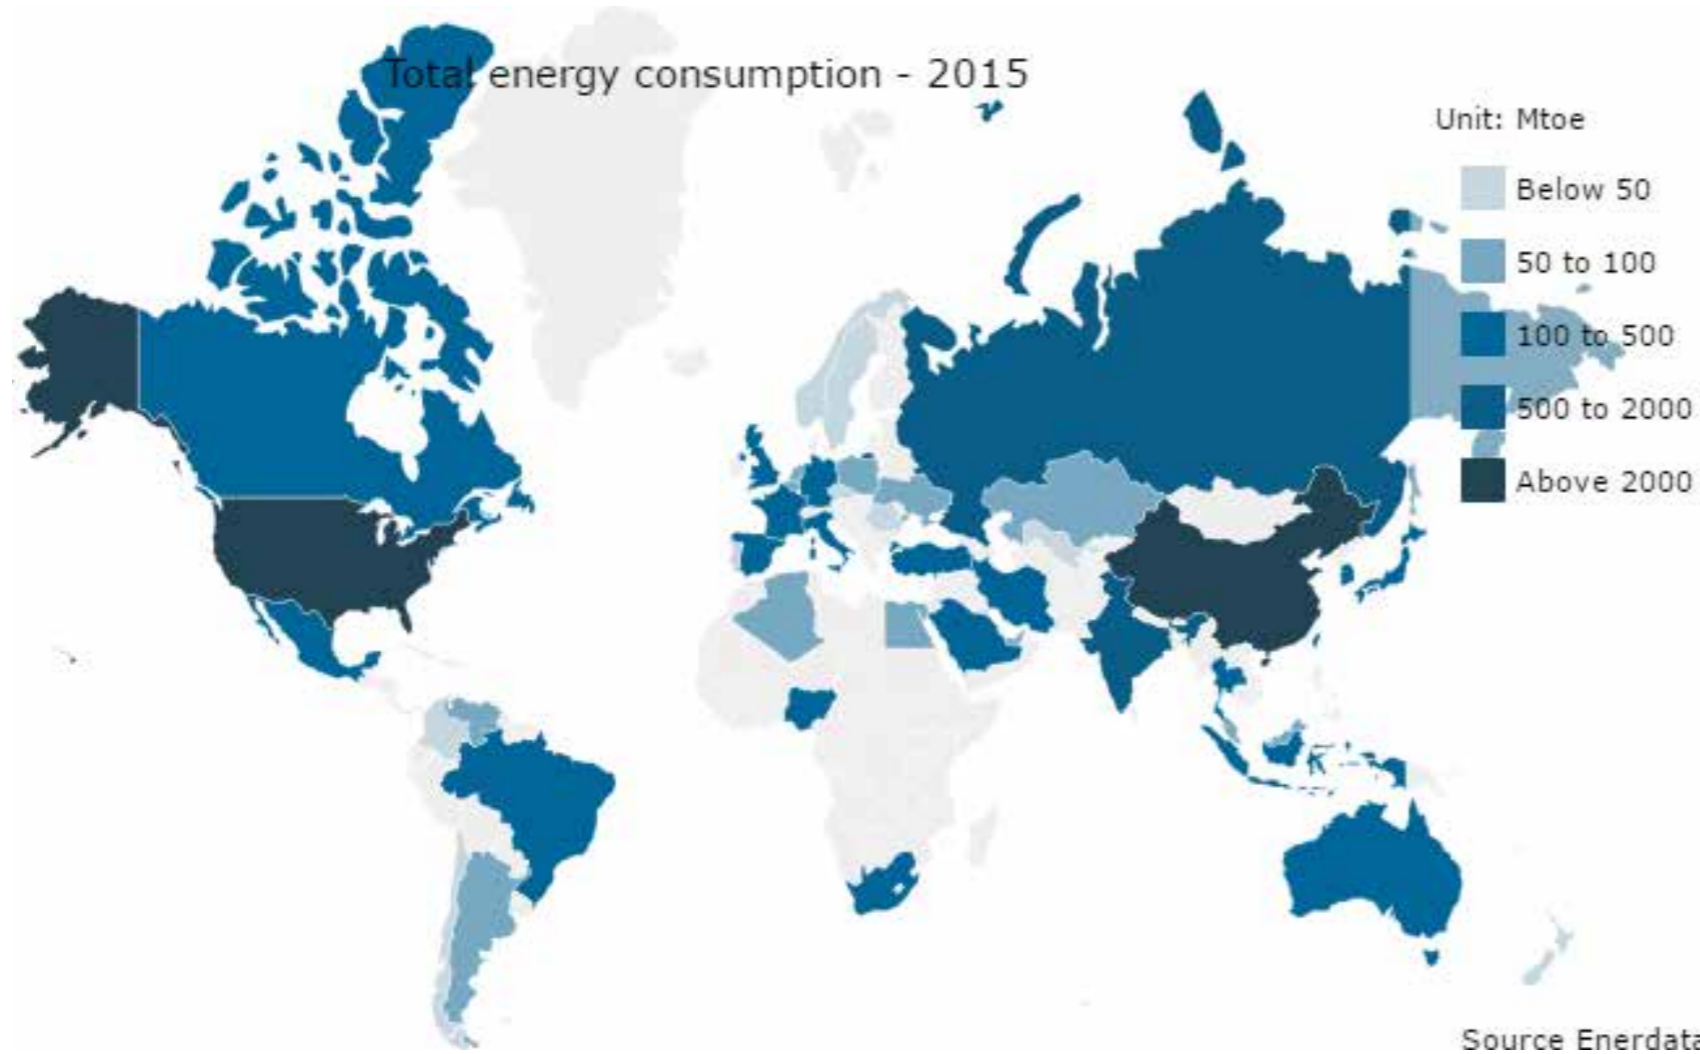 Total energy consumption - 2015
Unit: Mtoe
Below 50
50 to 100
100 to 500
500 to 2000
Above 2000
Source Enerdata